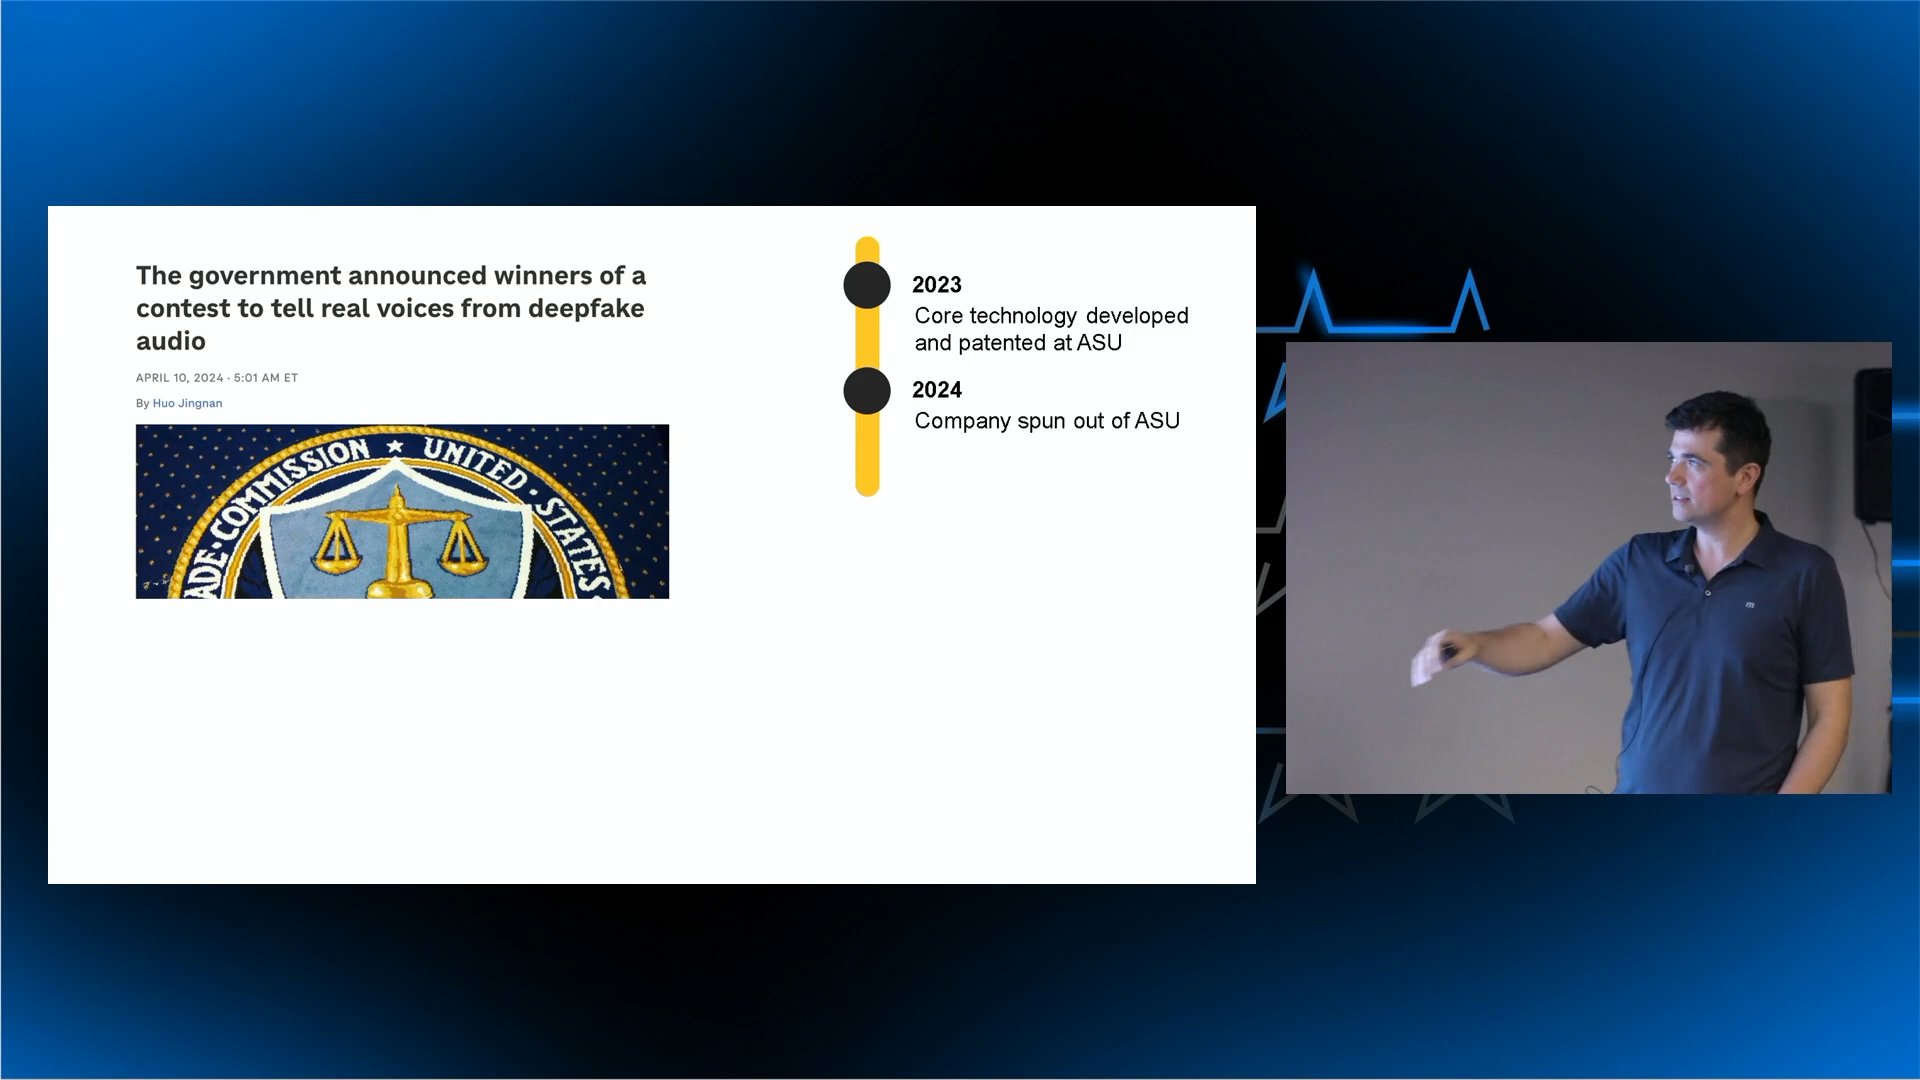 The government announced winners of a
contest to tell real voices from deepfake
audio
APRIL 10, 2024 · 5:01 AM ET
By Huo Jingnan
ADE · COMMISSION ★ UNITED · STATES ·
2023
Core technology developed
and patented at ASU
2024
Company spun out of ASU
m